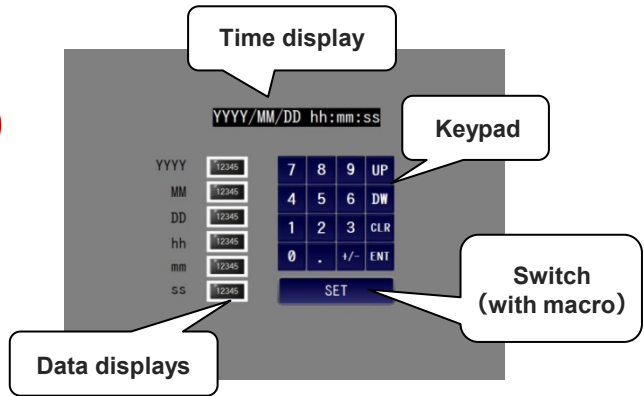 Time display
YYYY/MM/DD hh:mm:ss
Keypad
YYYY 12345
MM 12345
DD 12345
hh 12345
mm 12345
ss 12345
7 8 9 UP
4 5 6 DW
1 2 3 CLR
0 . +/- ENT
SET
Switch
(with macro)
Data displays